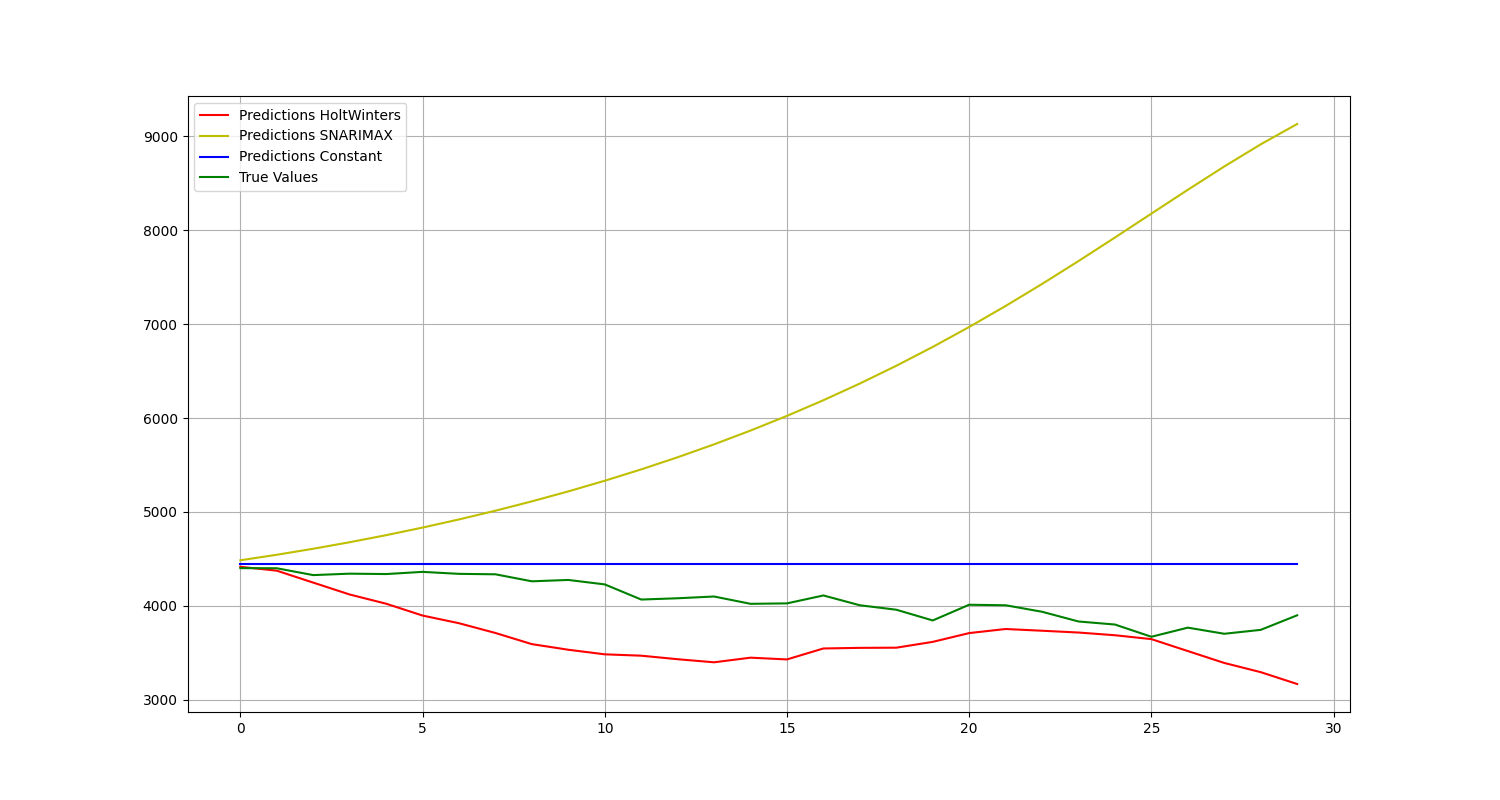 Predictions HoltWinters
Predictions SNARIMAX
Predictions Constant
True Values
9000
8000
7000
6000
5000
4000
3000
0 5 10 15 20 25 30